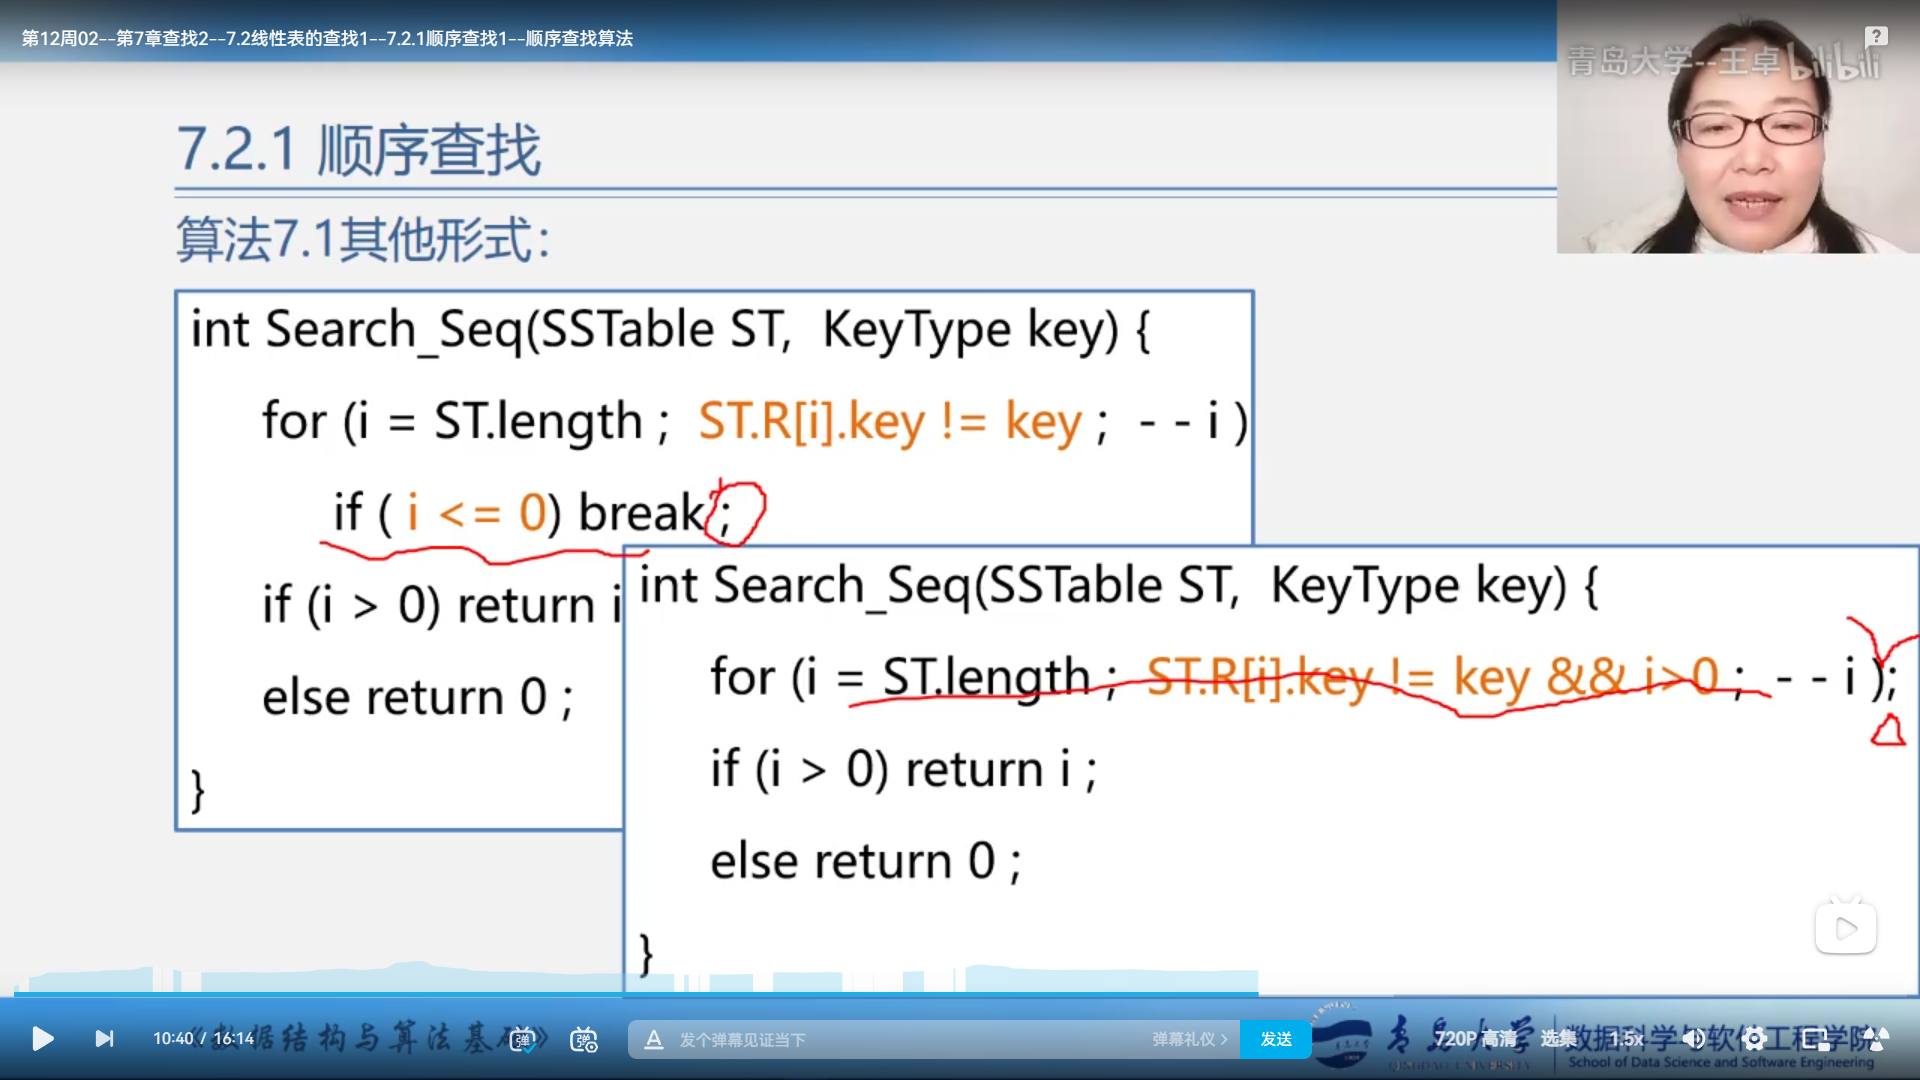 第12周02--第7章查找2--7.2线性表的查找1--7.2.1顺序查找1--顺序查找算法
青岛大学--王卓 bilibili
7.2.1 顺序查找
算法7.1其他形式：
int Search_Seq(SSTable ST, KeyType key) {
for (i = ST.length ; ST.R[i].key != key ; - - i )
if ( i <= 0) break ;
if (i > 0) return i
else return 0 ;
}
int Search_Seq(SSTable ST, KeyType key) {
for (i = ST.length ; ST.R[i].key != key && i>0 ; - - i );
if (i > 0) return i ;
else return 0 ;
}
10:40 / 16:14
《数据结构与算法基础》
弹
弹
A 发个弹幕见证当下
弹幕礼仪 >
发送
青岛大学
QINGDAO UNIVERSITY
720P 高清
选集
1.5x
数据科学与软件工程学院
School of Data Science and Software Engineering